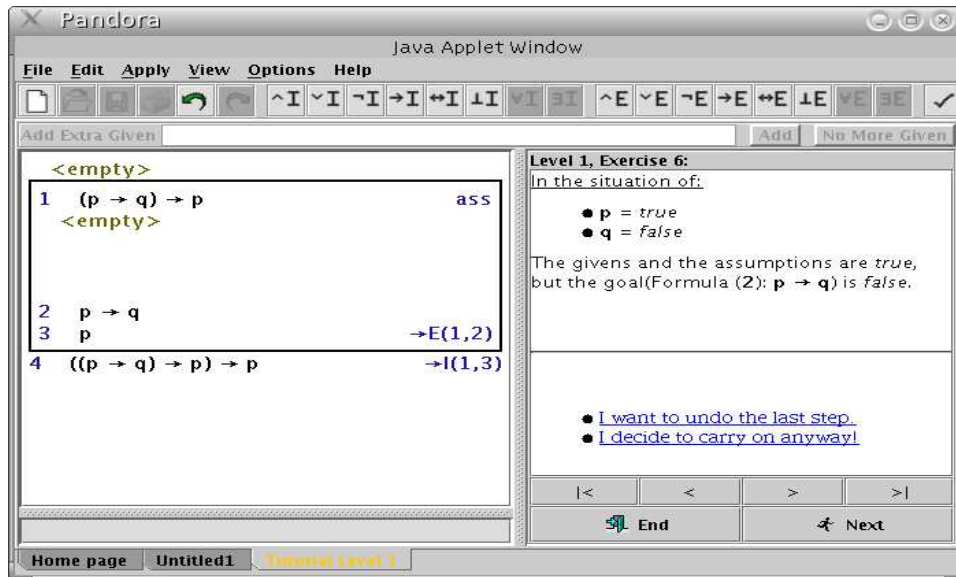 Pandora
Java Applet Window
File Edit Apply View Options Help
^I ˅I ¬I →I ↔I ⊥I ∀I ∃I ^E ˅E ¬E →E ↔E ⊥E ∀E ∃E
Add Extra Given Add No More Given
<empty>
1 (p → q) → p ass
<empty>
2 p → q
3 p →E(1,2)
4 ((p → q) → p) → p →I(1,3)
Level 1, Exercise 6:
In the situation of:
● p = true
● q = false
The givens and the assumptions are true,
but the goal(Formula (2): p → q) is false.
● I want to undo the last step.
● I decide to carry on anyway!
|< < > >|
End Next
Home page Untitled1 Tutorial Level 1